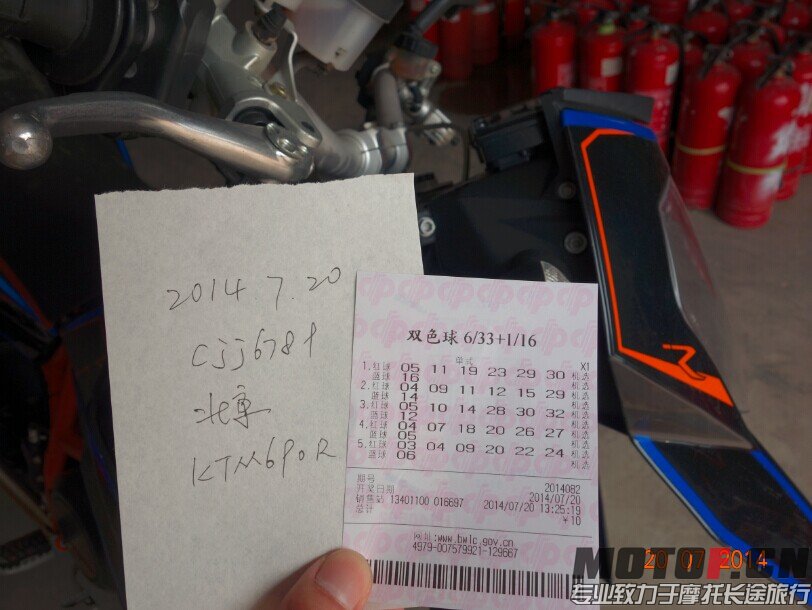 2014.7.20
cjj6781
北京
KTM690R
双色球 6/33+1/16
单式 X1
1.红球 05 11 19 23 29 30 机选
蓝球 16
2.红球 04 09 11 12 15 29 机选
蓝球 14
3.红球 05 10 14 28 30 32 机选
蓝球 12
4.红球 04 07 18 20 26 27 机选
蓝球 05
5.红球 03 04 09 20 22 24 机选
蓝球 06 机选
期号 2014082
开奖日期 2014/07/20
销售站 13401100 016697 2014/07/20 13:25:19
总计 ¥10
网址:www.bwlc.gov.cn
4979-007579921-129667
MOTOP.CN
20 07 2014
专业致力于摩托长途旅行